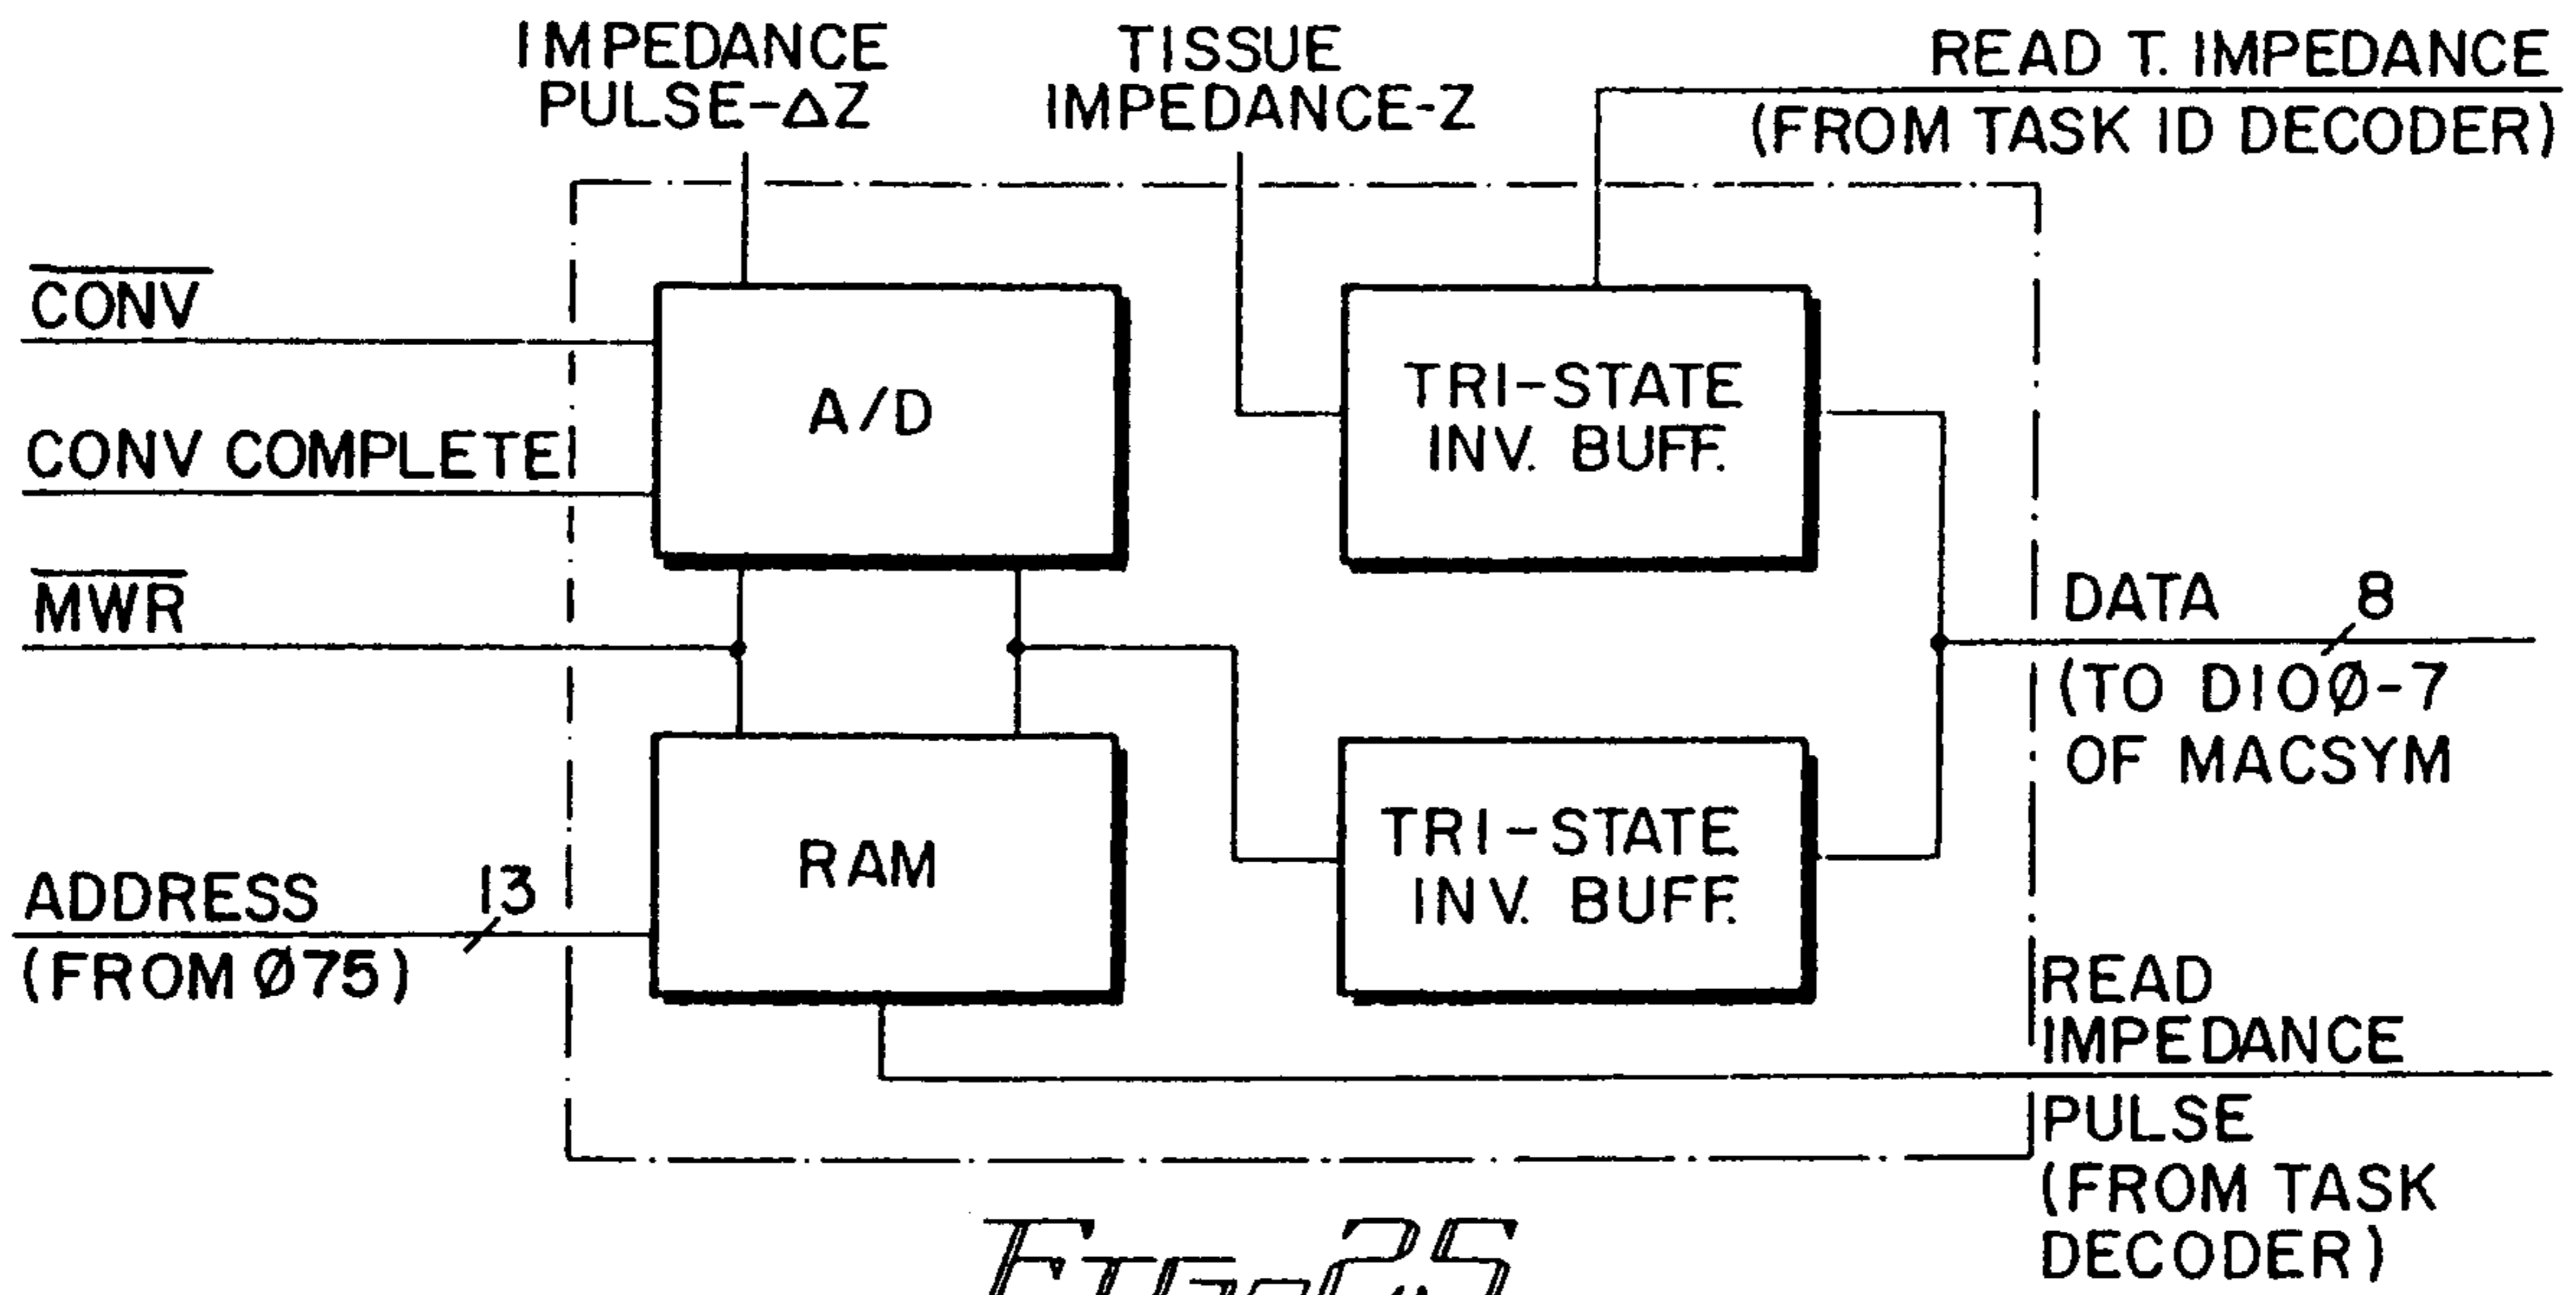 IMPEDANCE
PULSE-ΔZ
TISSUE
IMPEDANCE-Z
READ T. IMPEDANCE
(FROM TASK ID DECODER)
C̅O̅N̅V̅
CONV COMPLETE
M̅W̅R̅
ADDRESS 13
(FROM Ø75)
A/D
RAM
TRI-STATE
INV. BUFF.
TRI-STATE
INV. BUFF.
DATA 8
(TO DIOØ-7
OF MACSYM
READ
IMPEDANCE
PULSE
(FROM TASK
DECODER)
FIG-25